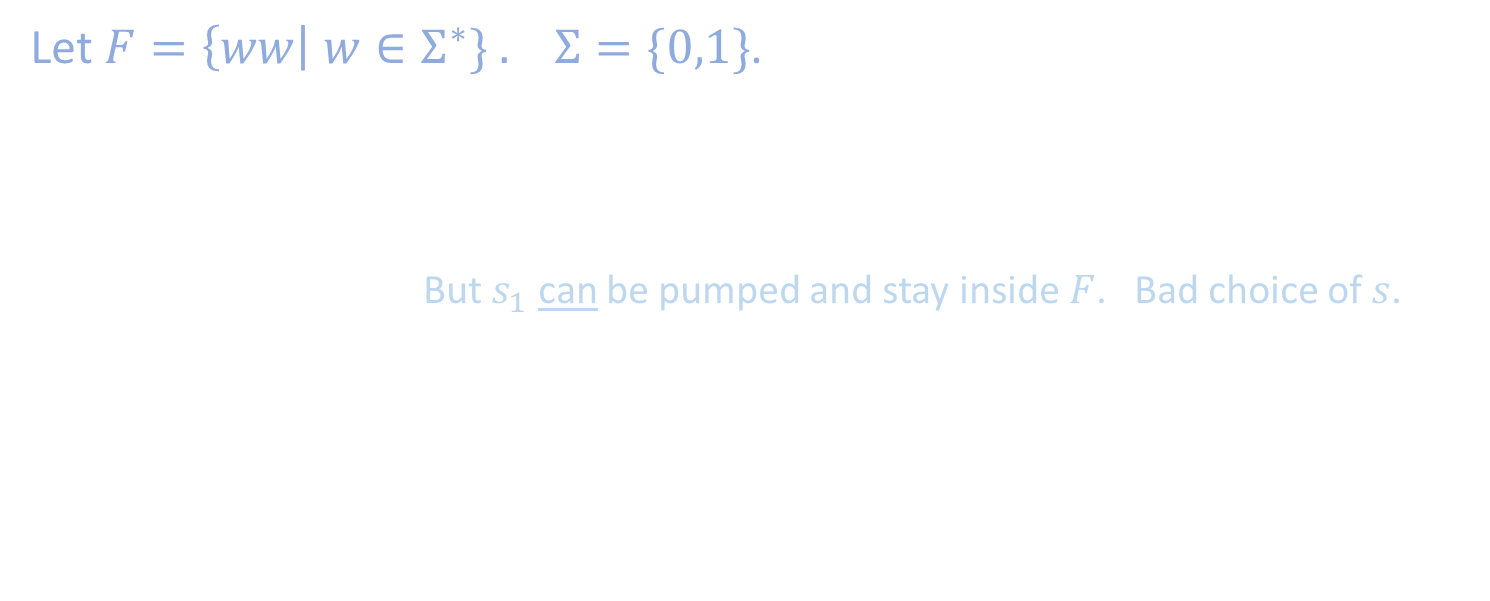 Let 𝐹 = {𝑤𝑤| 𝑤 ∈ Σ*} . Σ = {0,1}.
But 𝑠₁ can be pumped and stay inside 𝐹. Bad choice of 𝑠.